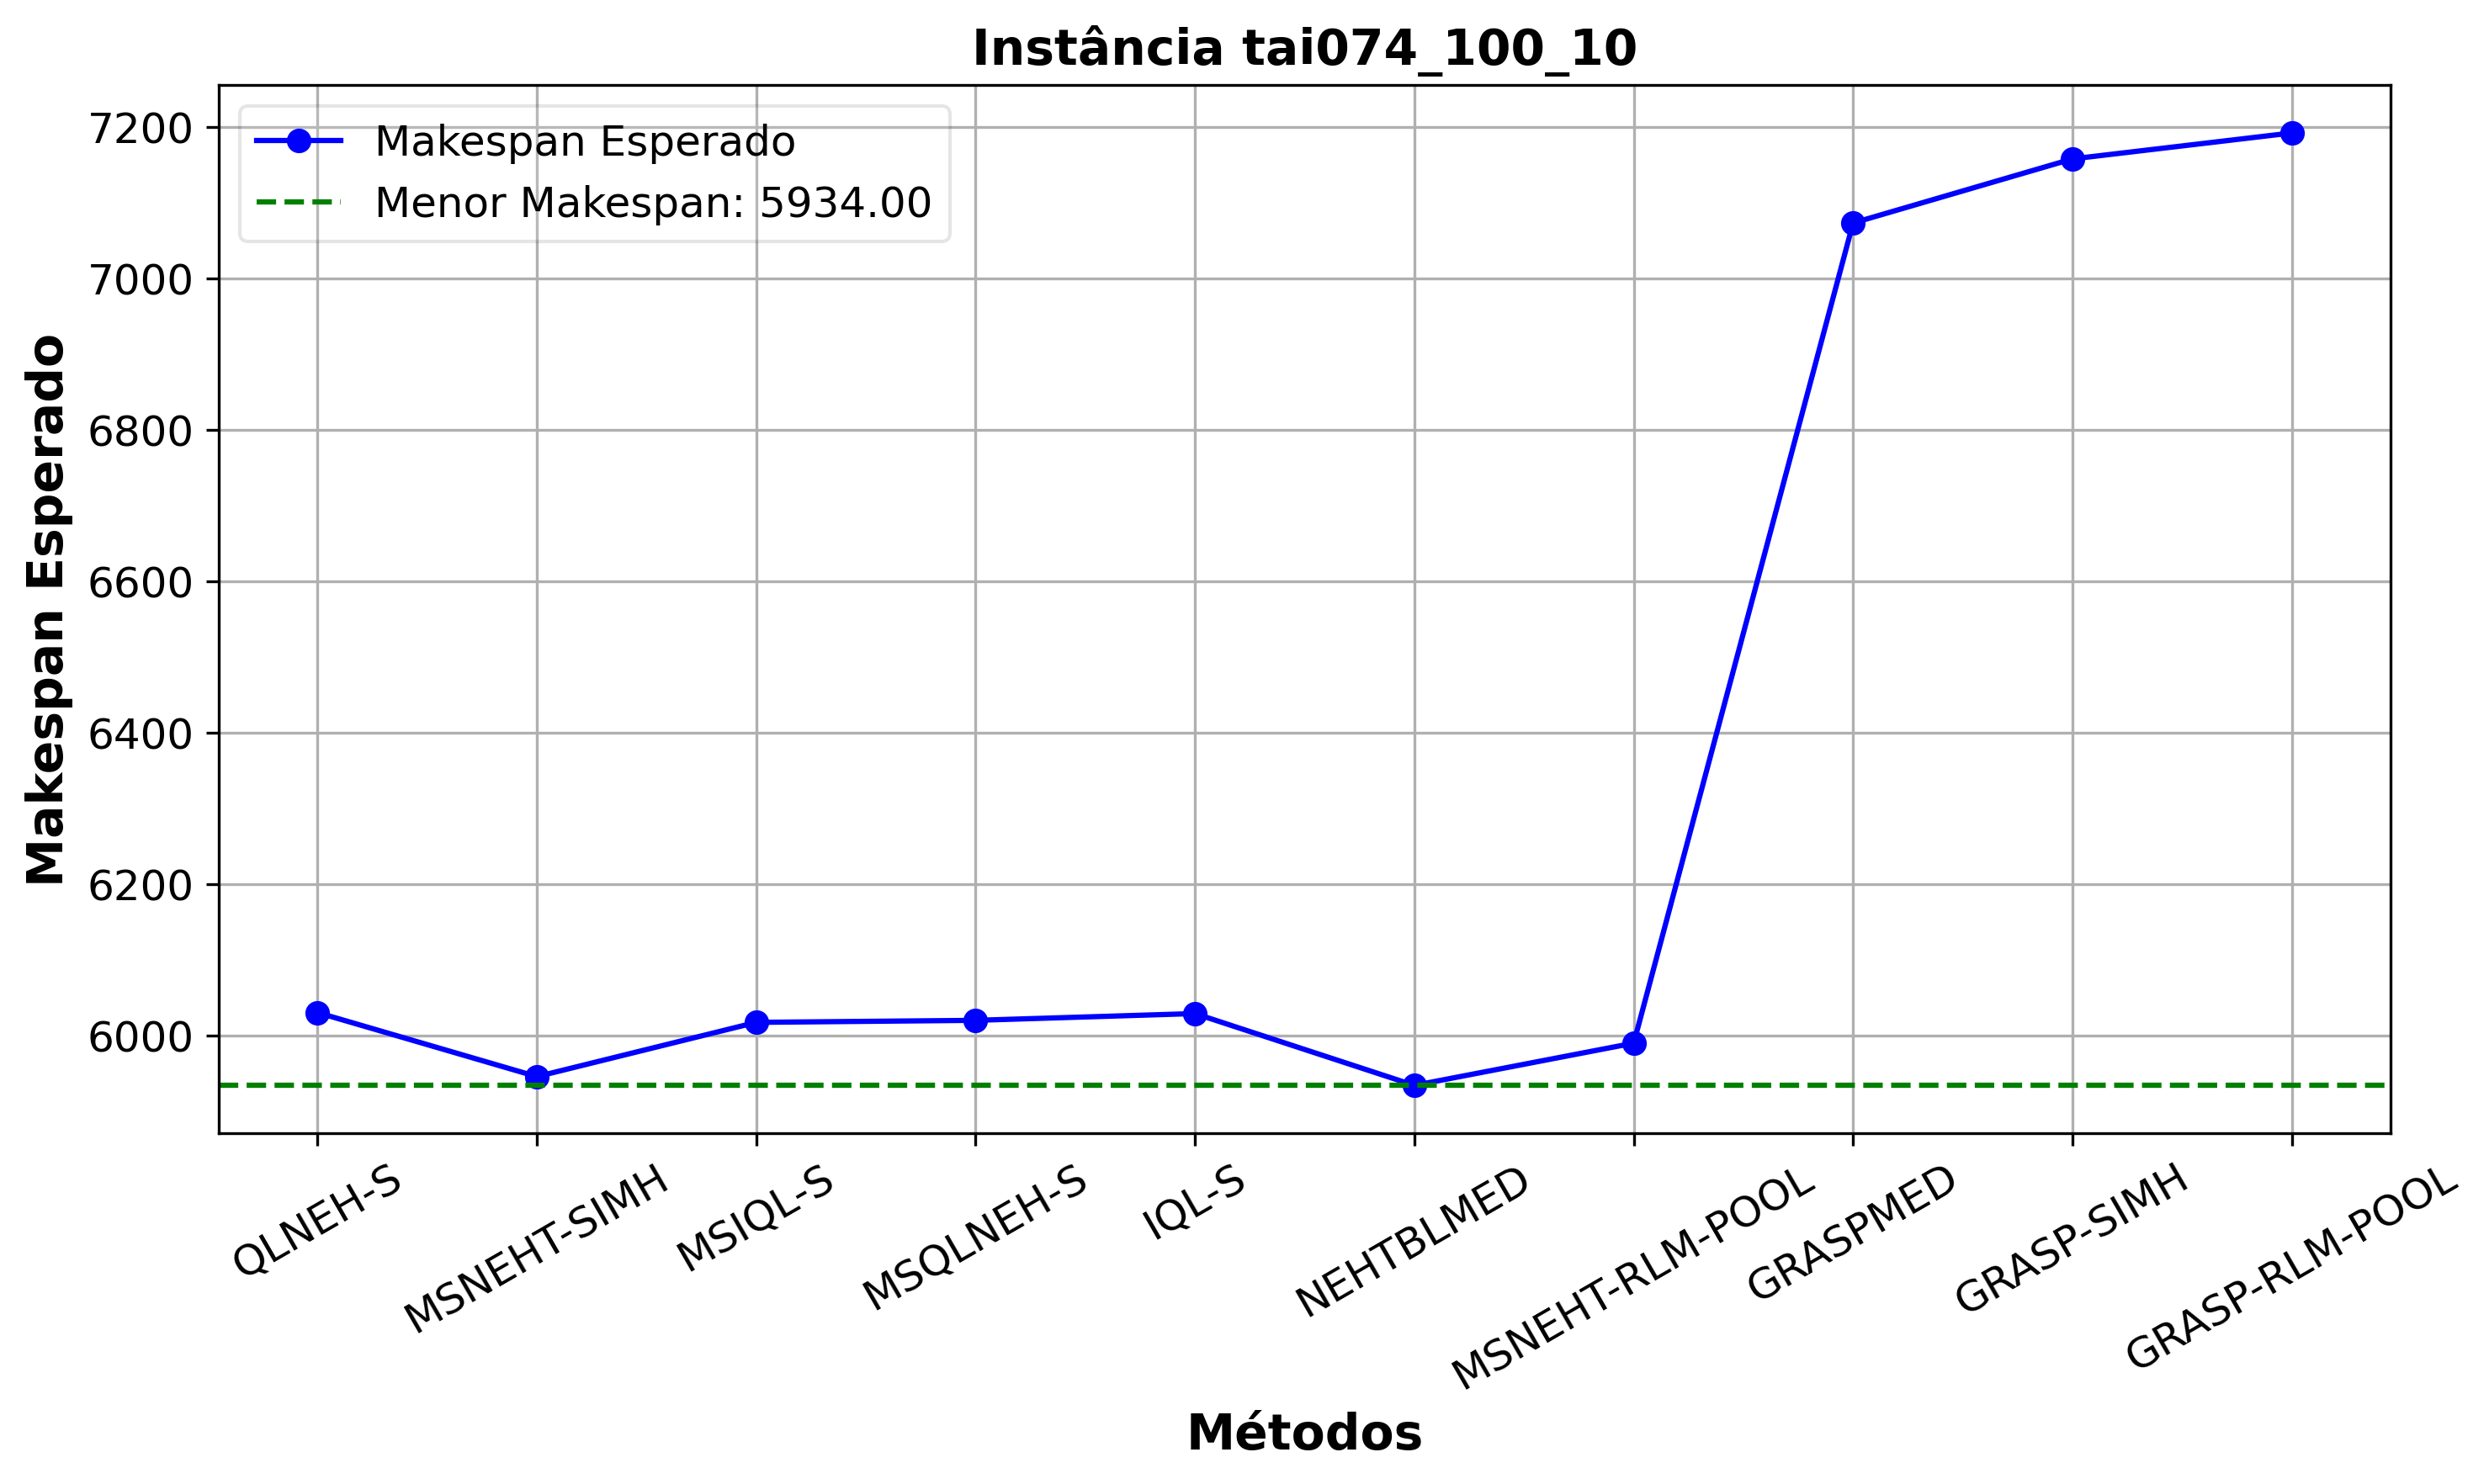 Instância tai074_100_10
Makespan Esperado
Menor Makespan: 5934.00
Makespan Esperado
7200
7000
6800
6600
6400
6200
6000
QLNEH-S
MSNEHT-SIMH
MSIQL-S
MSQLNEH-S
IQL-S
NEHTBLMED
MSNEHT-RLM-POOL
GRASPMED
GRASP-SIMH
GRASP-RLM-POOL
Métodos